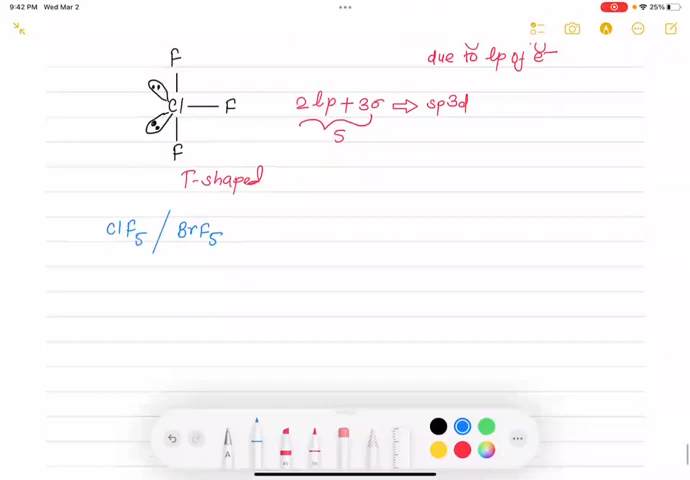 9:42 PM Wed Mar 2
25%
due to lp of e-
F
Cl — F
2 lp + 3σ ⇒ sp3d
5
F
T-shaped
ClF5 / BrF5
A